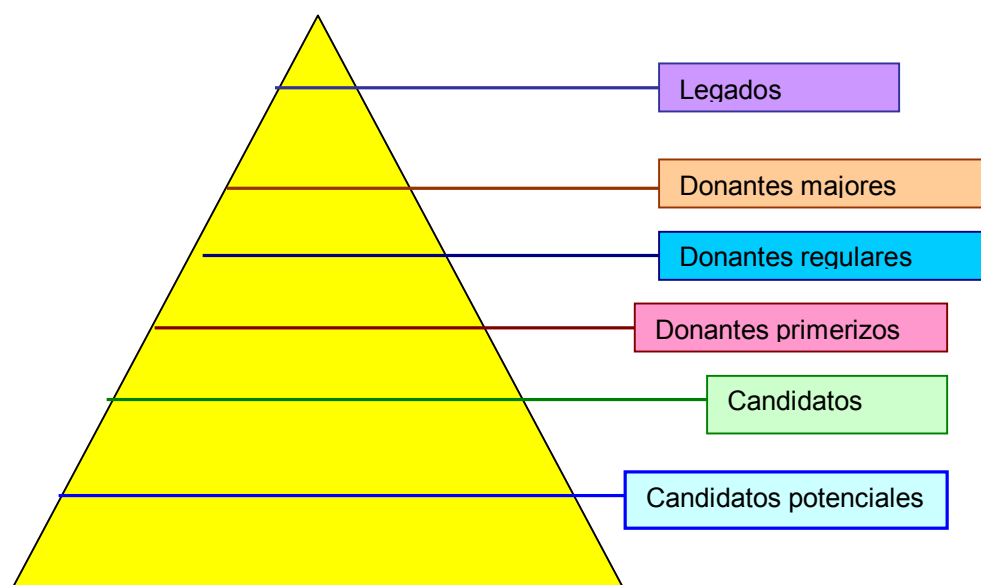 Legados
Donantes majores
Donantes regulares
Donantes primerizos
Candidatos
Candidatos potenciales